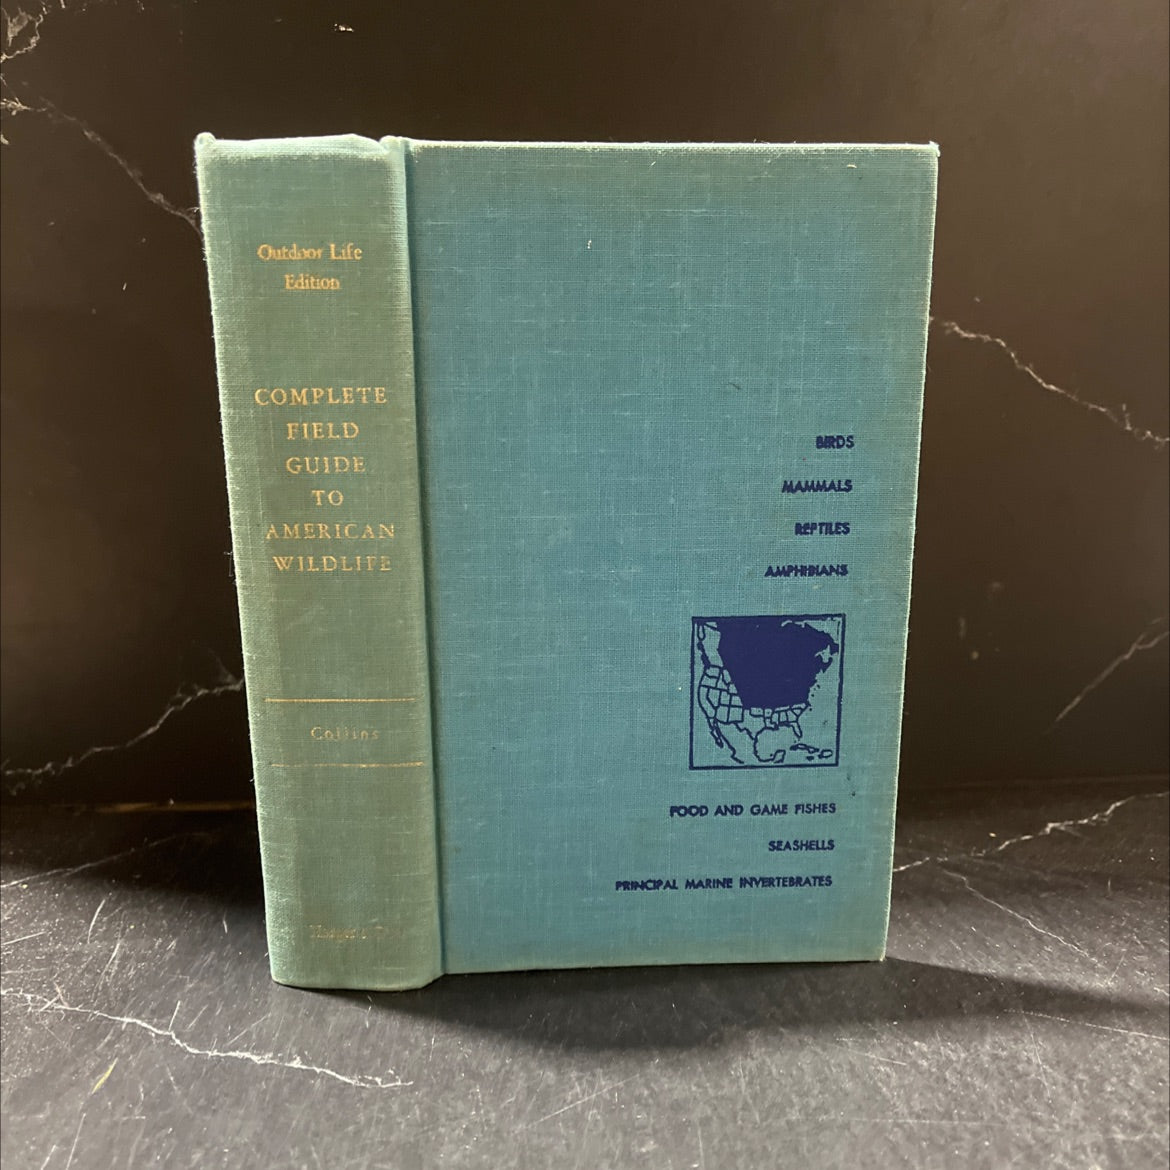 Outdoor Life
Edition
COMPLETE
FIELD
GUIDE
TO
AMERICAN
WILDLIFE
Collins
BIRDS
MAMMALS
REPTILES
AMPHIBIANS
FOOD AND GAME FISHES
SEASHELLS
PRINCIPAL MARINE INVERTEBRATES